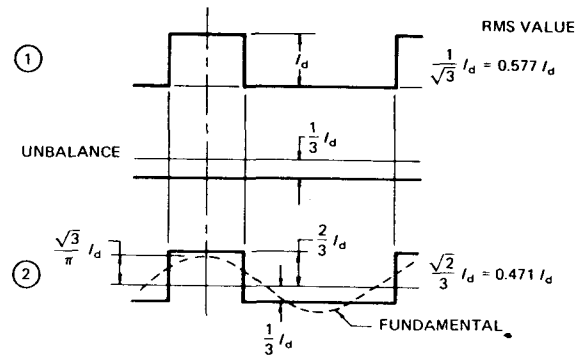 RMS VALUE
1
I_d
1/√3 I_d = 0.577 I_d
UNBALANCE
1/3 I_d
√3/π I_d
2/3 I_d
2
√2/3 I_d = 0.471 I_d
1/3 I_d
FUNDAMENTAL